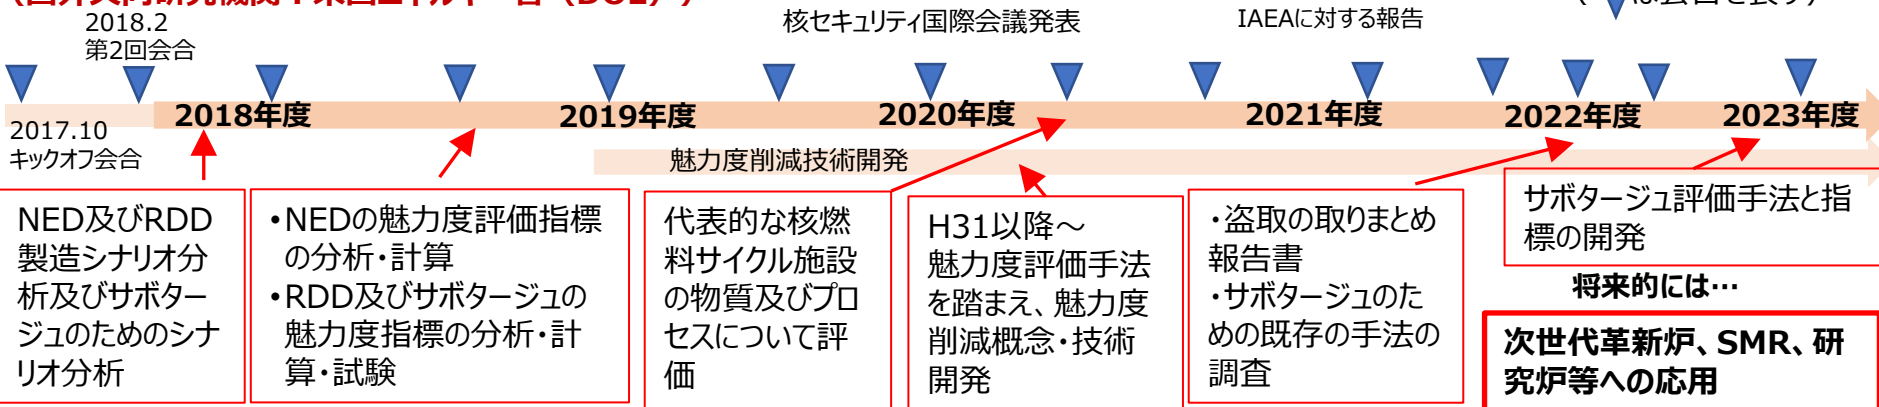 2018.2
第2回会合
核セキュリティ国際会議発表
IAEAに対する報告
2018年度
2019年度
2020年度
2021年度
2022年度
2023年度
2017.10
キックオフ会合
魅力度削減技術開発
NED及びRDD
製造シナリオ分
析及びサボター
ジュのためのシナ
リオ分析
•NEDの魅力度評価指標
の分析・計算
•RDD及びサボタージュの
魅力度指標の分析・計
算・試験
代表的な核燃
料サイクル施設
の物質及びプロ
セスについて評
価
H31以降～
魅力度評価手法
を踏まえ、魅力度
削減概念・技術
開発
・盗取の取りまとめ
報告書
・サボタージュのた
めの既存の手法の
調査
サボタージュ評価手法と指
標の開発
将来的には…
次世代革新炉、SMR、研
究炉等への応用